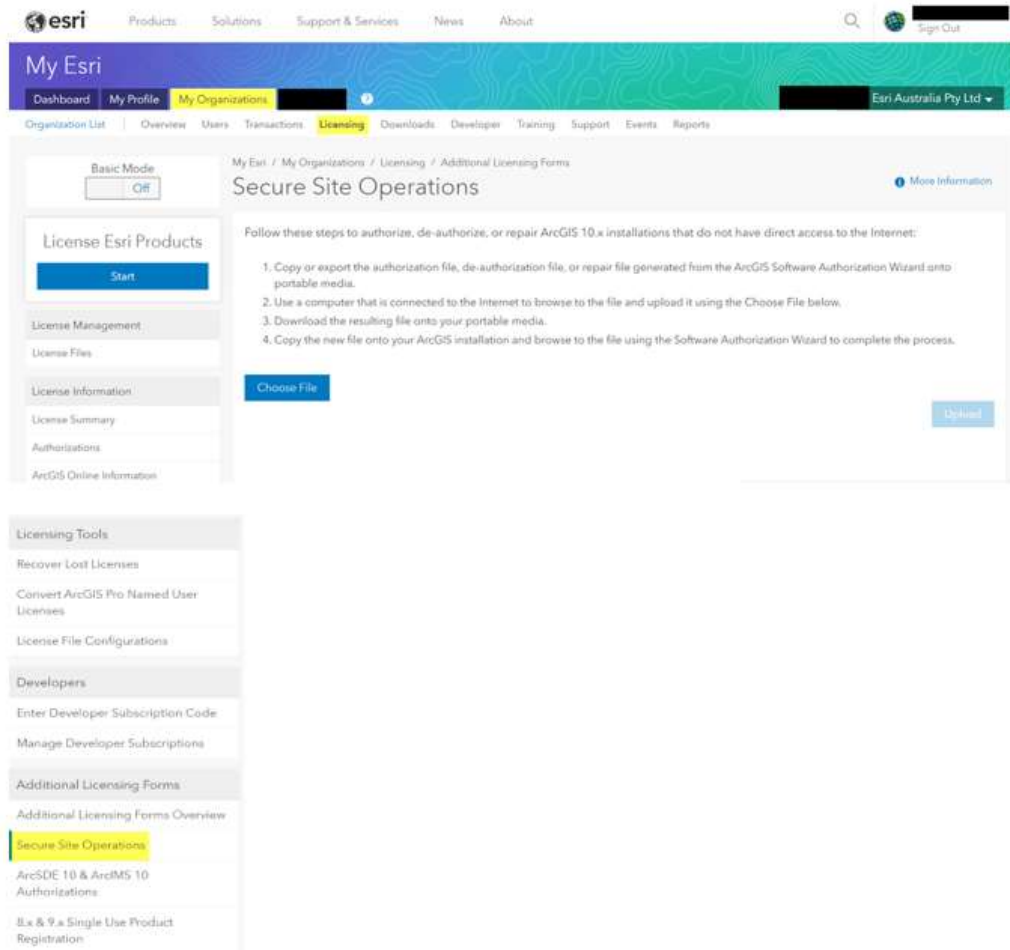 esri
Products Solutions Support & Services News About
Sign Out
My Esri
Dashboard My Profile My Organizations
Esri Australia Pty Ltd
Organization List Overview Users Transactions Licensing Downloads Developer Training Support Events Reports
Basic Mode
Off
My Esri / My Organizations / Licensing / Additional Licensing Forms
Secure Site Operations
More Information
License Esri Products
Start
License Management
License Files
License Information
License Summary
Authorizations
ArcGIS Online Information
Follow these steps to authorize, de-authorize, or repair ArcGIS 10.x installations that do not have direct access to the Internet:
1. Copy or export the authorization file, de-authorization file, or repair file generated from the ArcGIS Software Authorization Wizard onto
portable media.
2. Use a computer that is connected to the Internet to browse to the file and upload it using the Choose File below.
3. Download the resulting file onto your portable media.
4. Copy the new file onto your ArcGIS installation and browse to the file using the Software Authorization Wizard to complete the process.
Choose File
Upload
Licensing Tools
Recover Lost Licenses
Convert ArcGIS Pro Named User
Licenses
License File Configurations
Developers
Enter Developer Subscription Code
Manage Developer Subscriptions
Additional Licensing Forms
Additional Licensing Forms Overview
Secure Site Operations
ArcSDE 10 & ArcIMS 10
Authorizations
8.x & 9.x Single Use Product
Registration